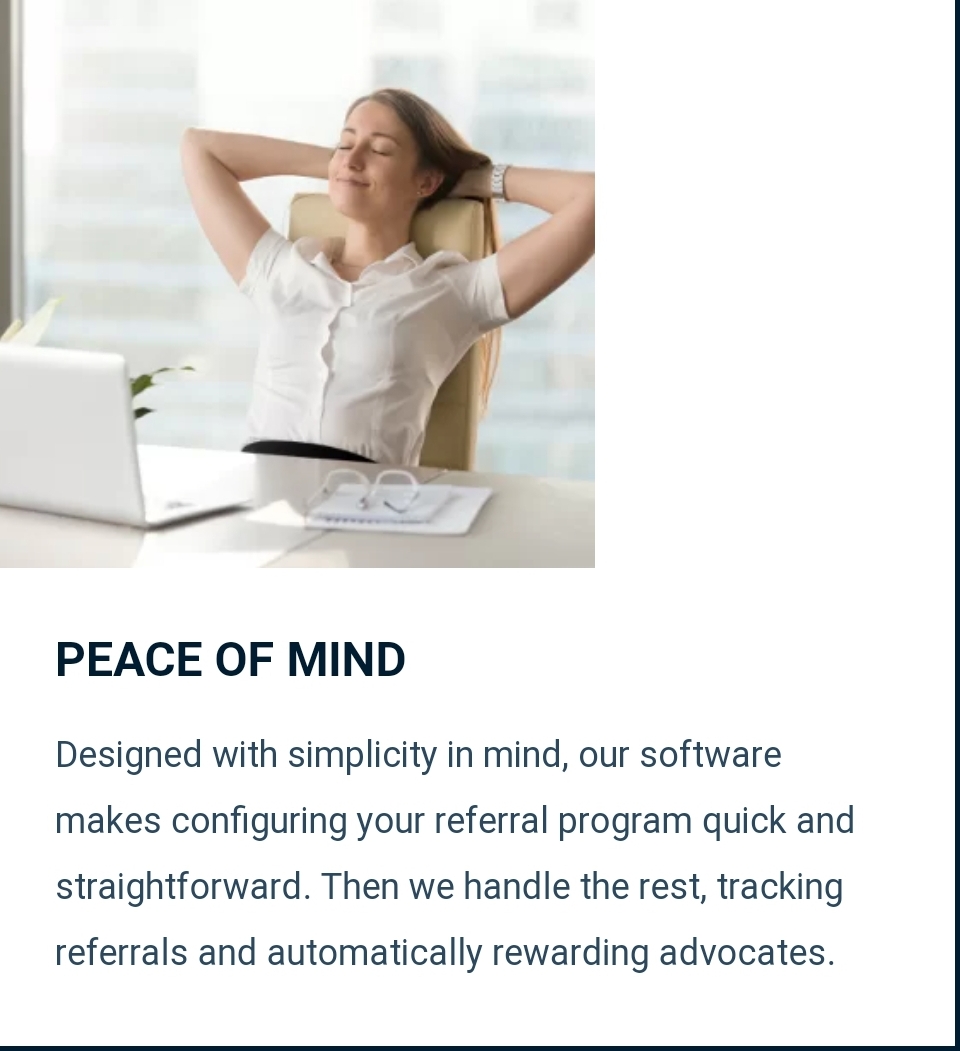 PEACE OF MIND
Designed with simplicity in mind, our software
makes configuring your referral program quick and
straightforward. Then we handle the rest, tracking
referrals and automatically rewarding advocates.